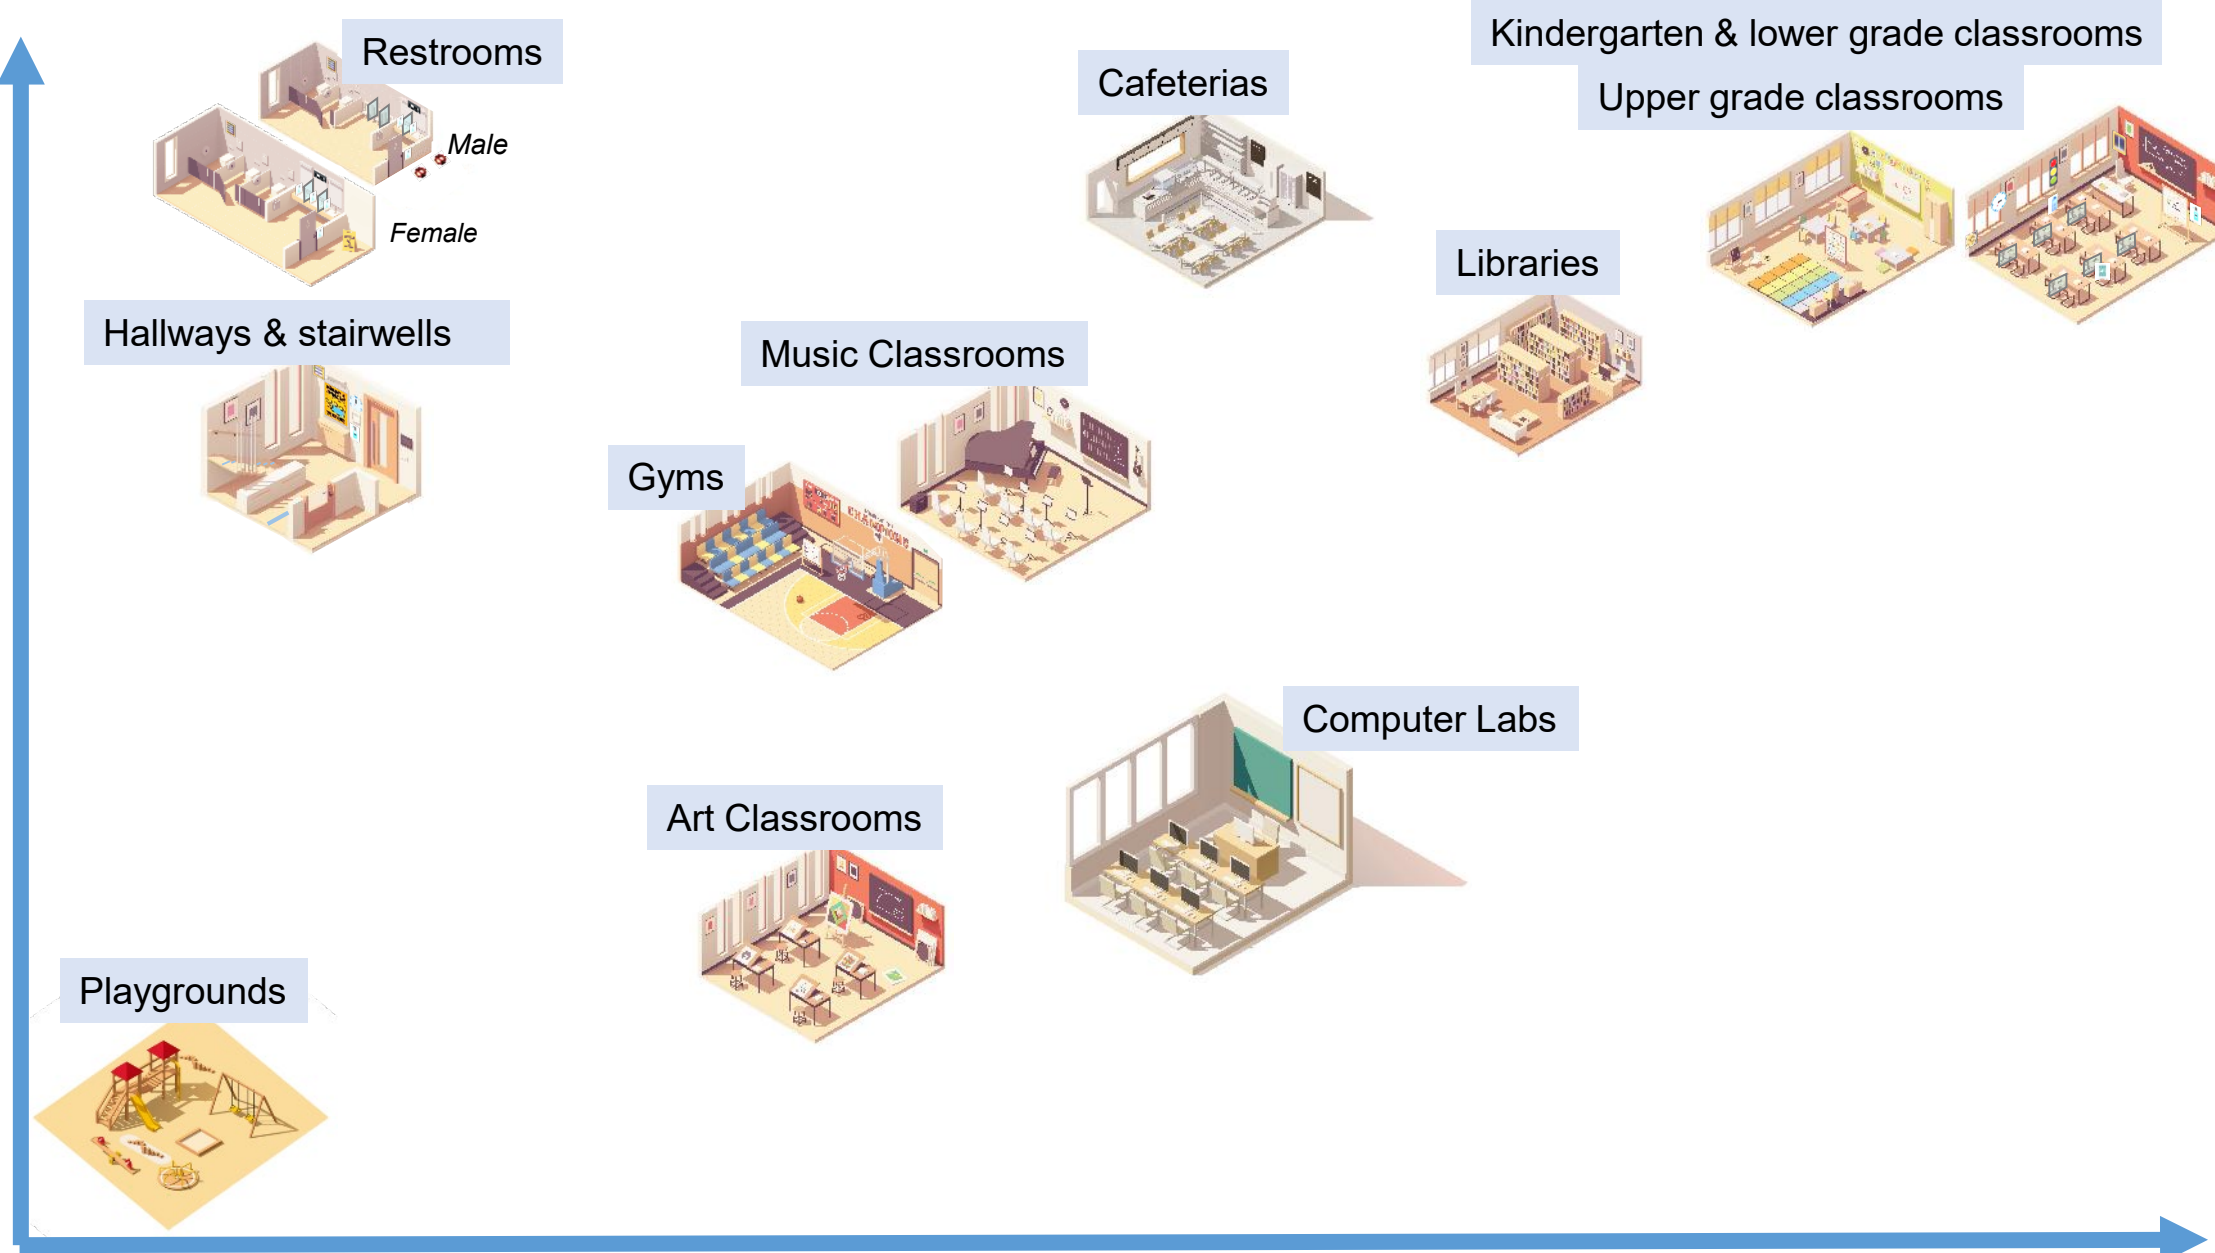 Kindergarten & lower grade classrooms
Restrooms
Cafeterias
Upper grade classrooms
Male
Female
Libraries
Hallways & stairwells
Music Classrooms
Gyms
Computer Labs
Art Classrooms
Playgrounds